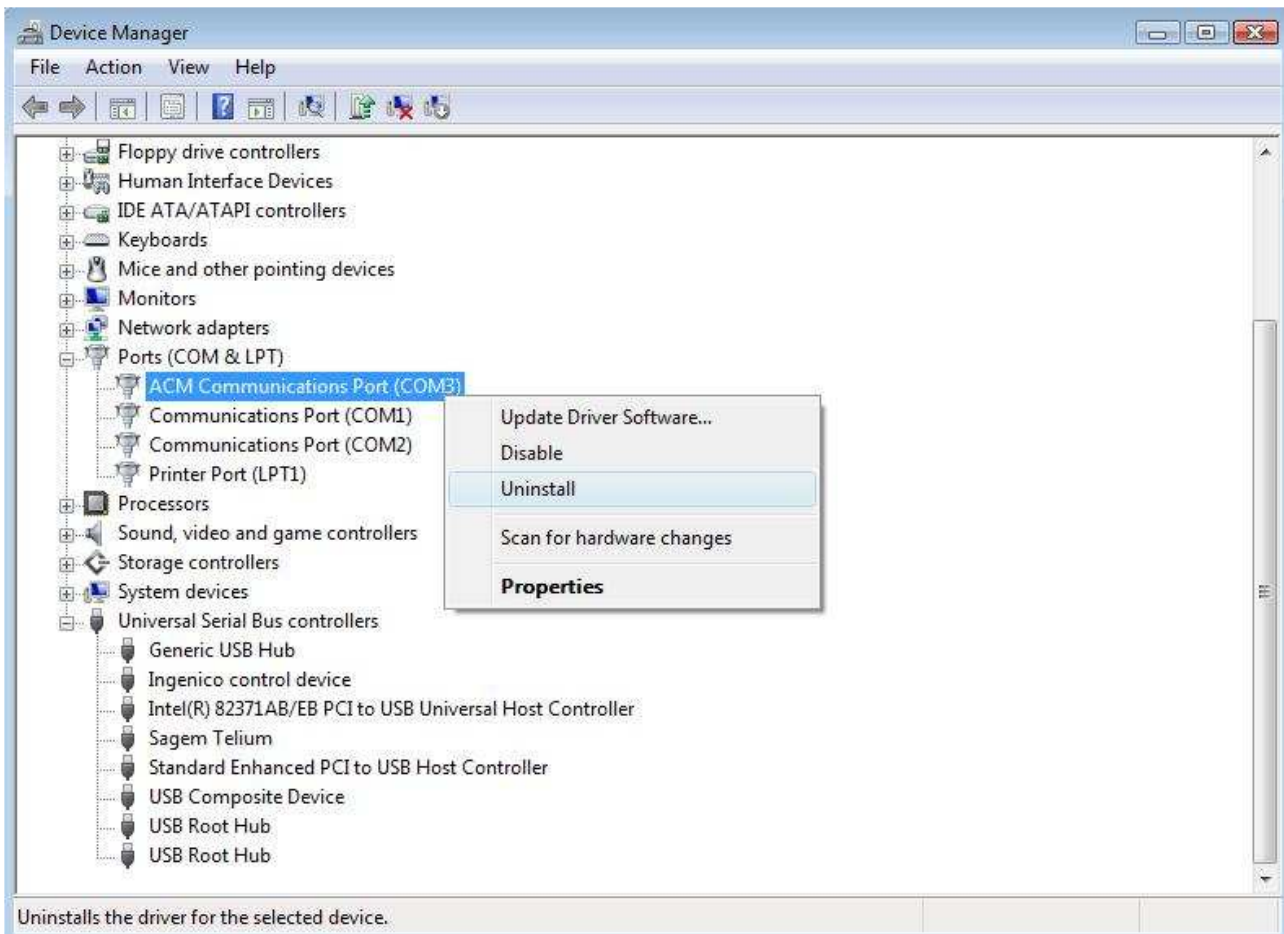 Device Manager
File Action View Help
Floppy drive controllers
Human Interface Devices
IDE ATA/ATAPI controllers
Keyboards
Mice and other pointing devices
Monitors
Network adapters
Ports (COM & LPT)
ACM Communications Port (COM3)
Communications Port (COM1)
Communications Port (COM2)
Printer Port (LPT1)
Update Driver Software...
Disable
Uninstall
Scan for hardware changes
Properties
Processors
Sound, video and game controllers
Storage controllers
System devices
Universal Serial Bus controllers
Generic USB Hub
Ingenico control device
Intel(R) 82371AB/EB PCI to USB Universal Host Controller
Sagem Telium
Standard Enhanced PCI to USB Host Controller
USB Composite Device
USB Root Hub
USB Root Hub
Uninstalls the driver for the selected device.